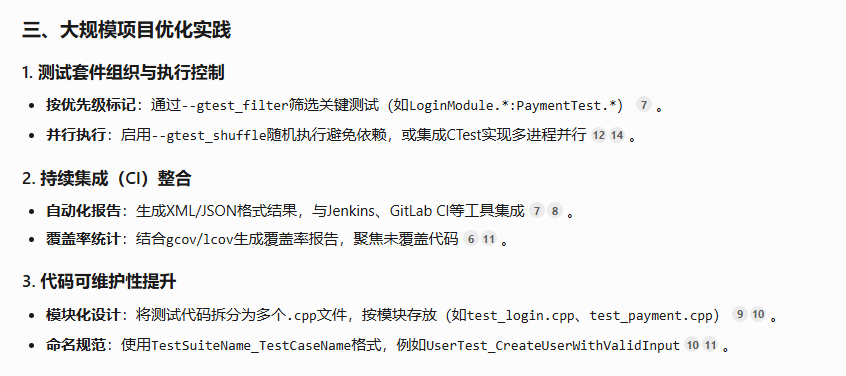 三、大规模项目优化实践
1. 测试套件组织与执行控制
• 按优先级标记：通过--gtest_filter筛选关键测试（如LoginModule.*:PaymentTest.*） 7 。
• 并行执行：启用--gtest_shuffle随机执行避免依赖，或集成CTest实现多进程并行 12 14 。
2. 持续集成（CI）整合
• 自动化报告：生成XML/JSON格式结果，与Jenkins、GitLab CI等工具集成 7 8 。
• 覆盖率统计：结合gcov/lcov生成覆盖率报告，聚焦未覆盖代码 6 11 。
3. 代码可维护性提升
• 模块化设计：将测试代码拆分为多个.cpp文件，按模块存放（如test_login.cpp、test_payment.cpp） 9 10 。
• 命名规范：使用TestSuiteName_TestCaseName格式，例如UserTest_CreateUserWithValidInput 10 11 。